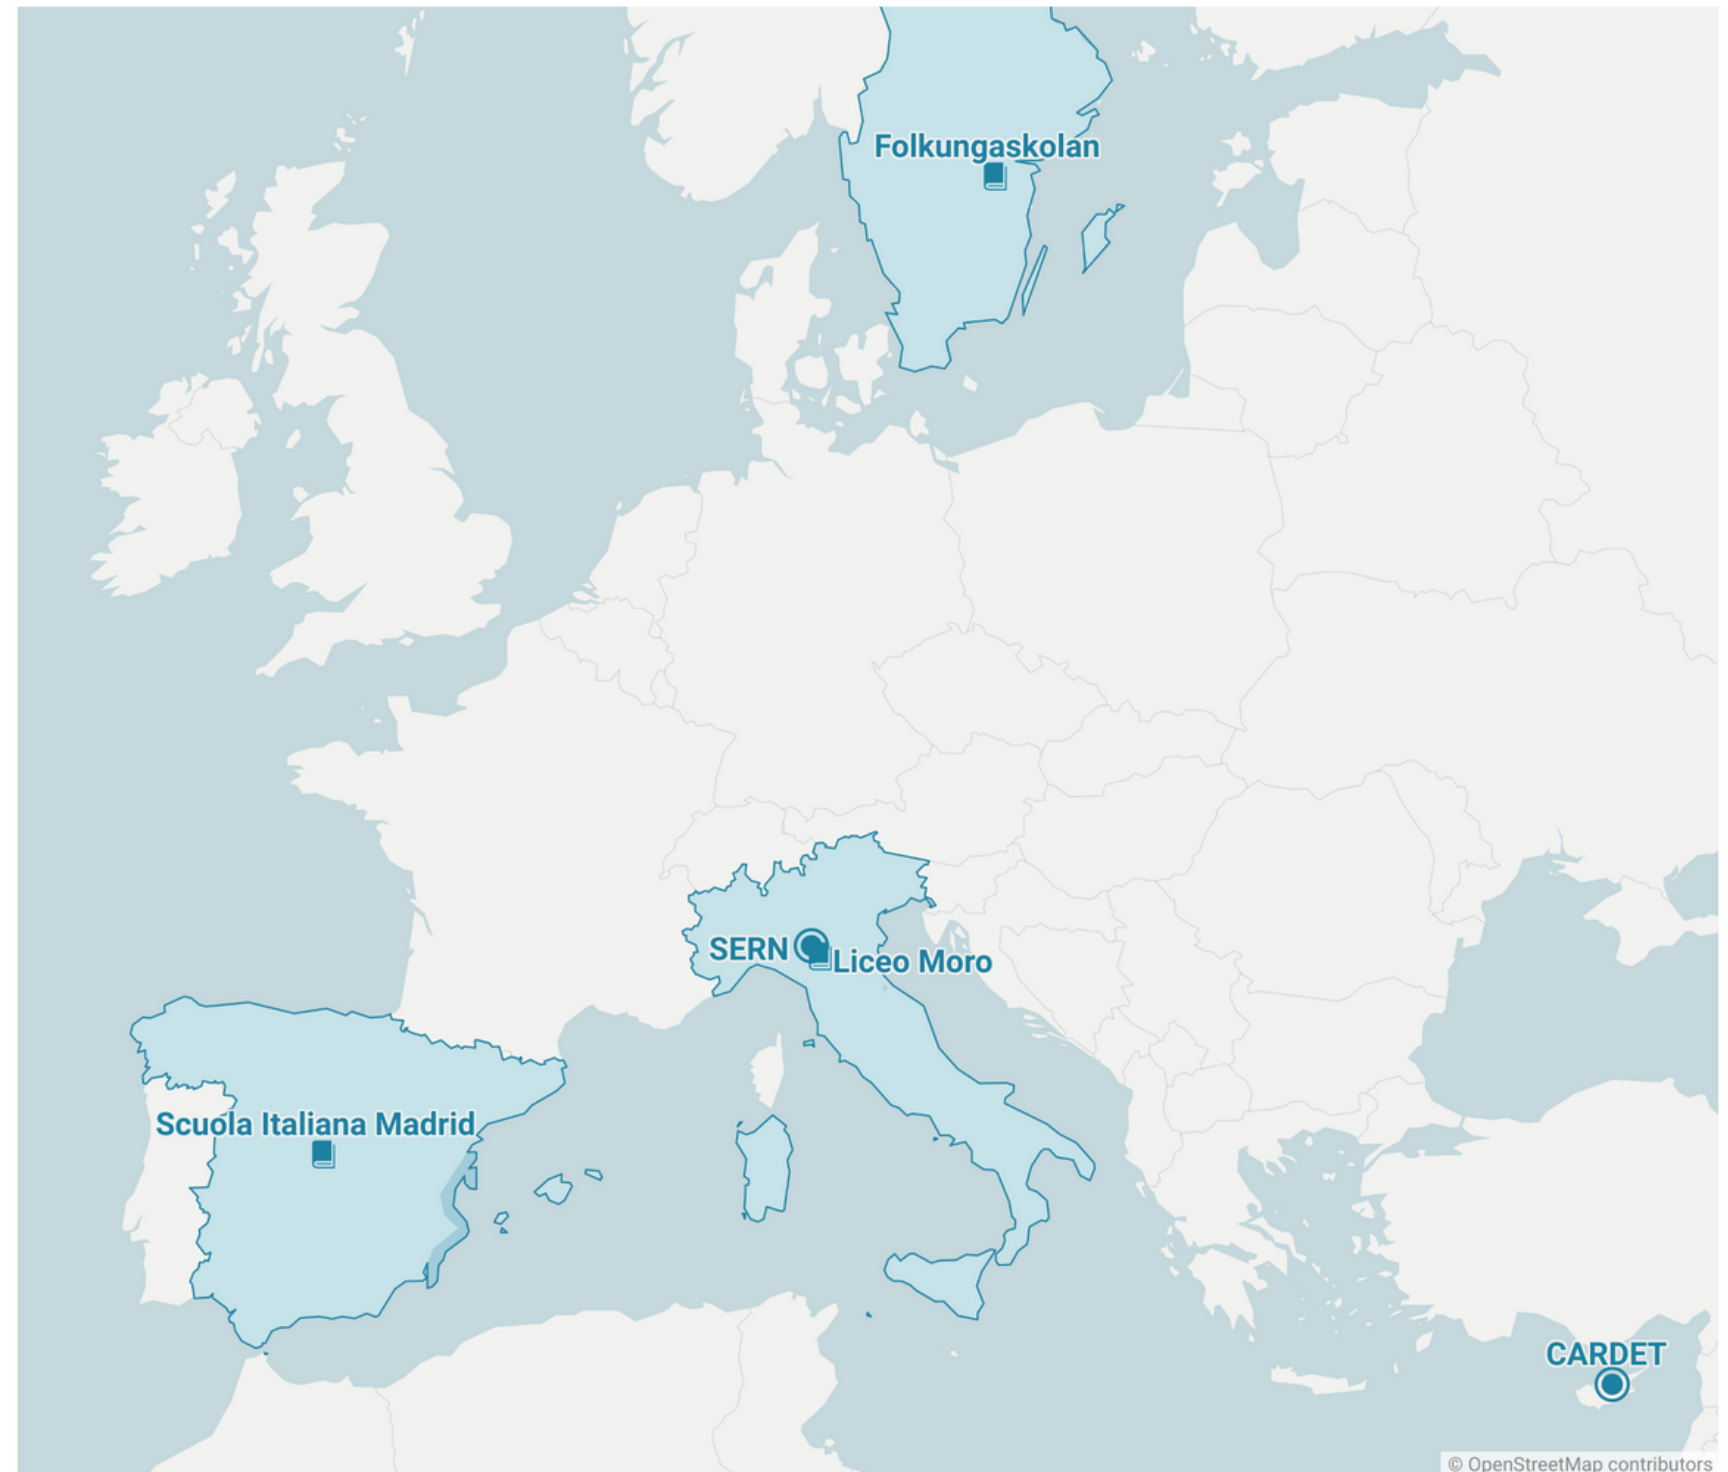 Folkungaskolan
SERN
Liceo Moro
Scuola Italiana Madrid
CARDET
© OpenStreetMap contributors